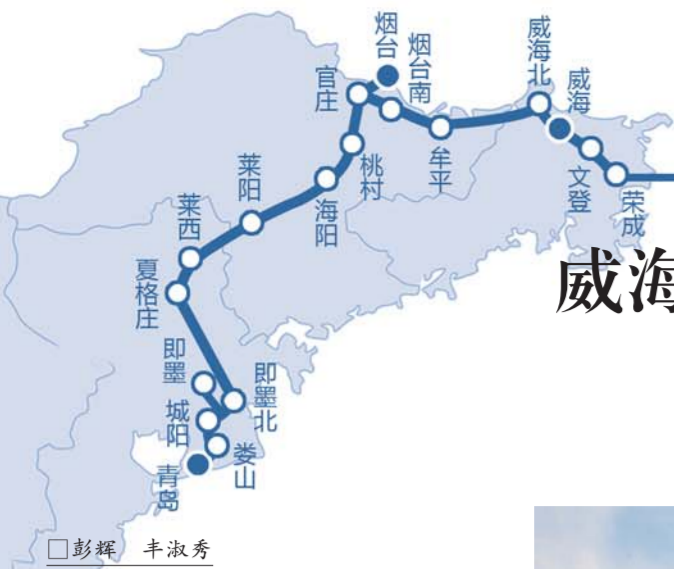 烟台
烟台南
官庄
威海北
威海
牟平
桃村
文登
荣成
海阳
莱阳
莱西
夏格庄
即墨
即墨北
城阳
娄山
青岛
威海
□彭辉 丰淑秀